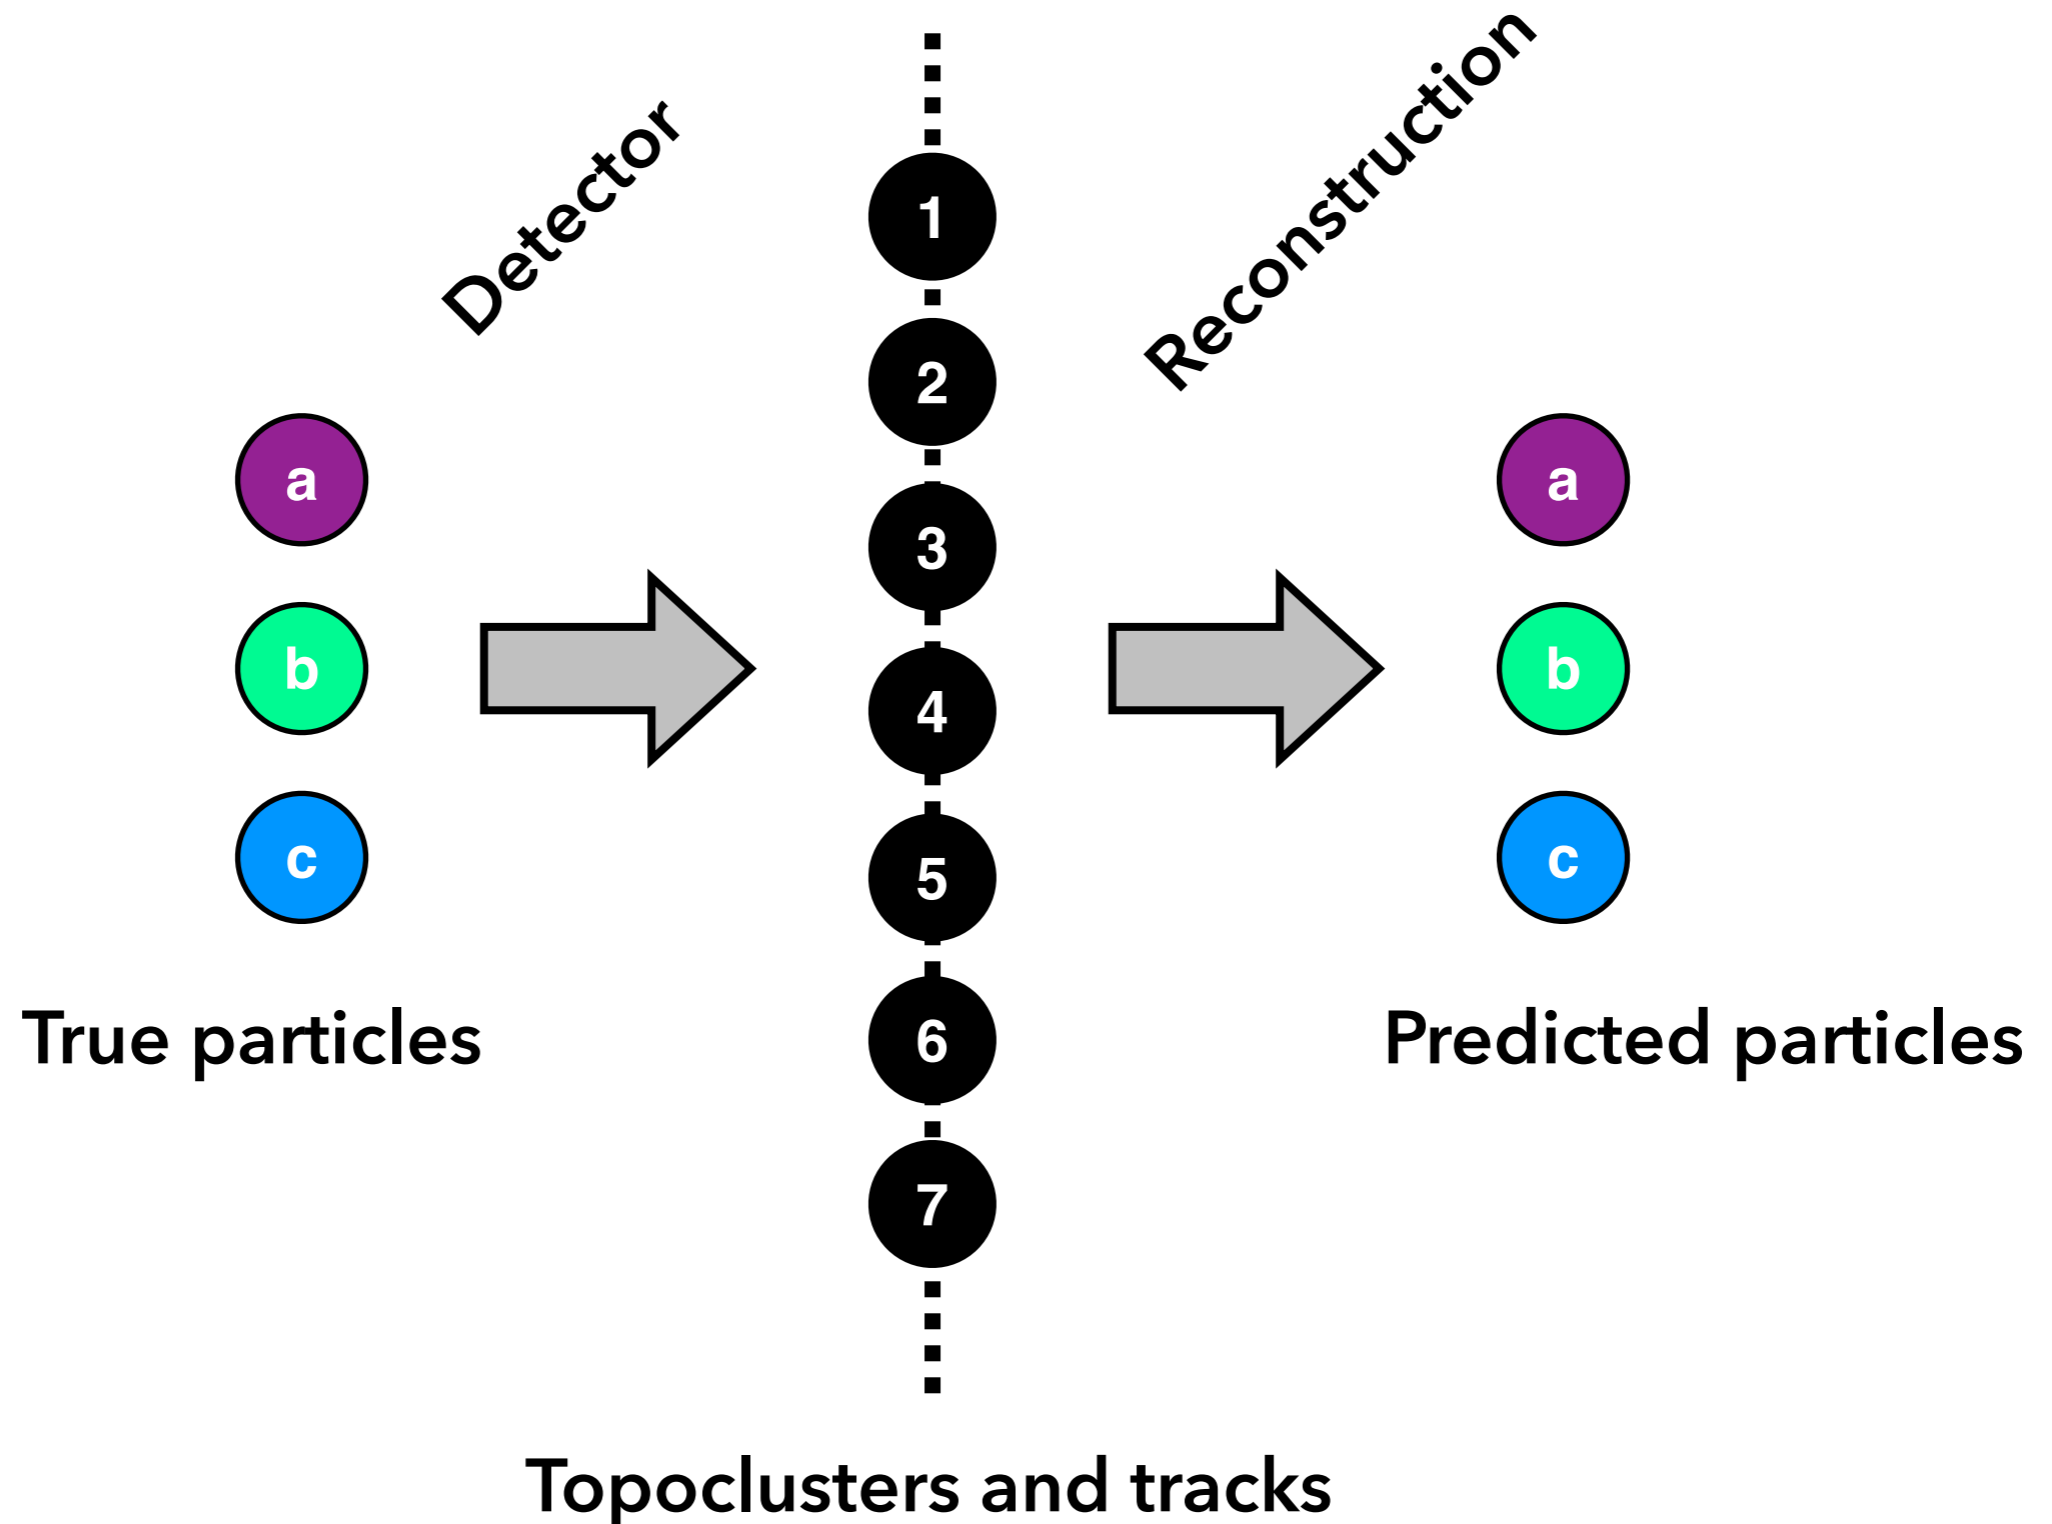 Detector
Reconstruction
a
b
c
True particles
1
2
3
4
5
6
7
Topoclusters and tracks
a
b
c
Predicted particles